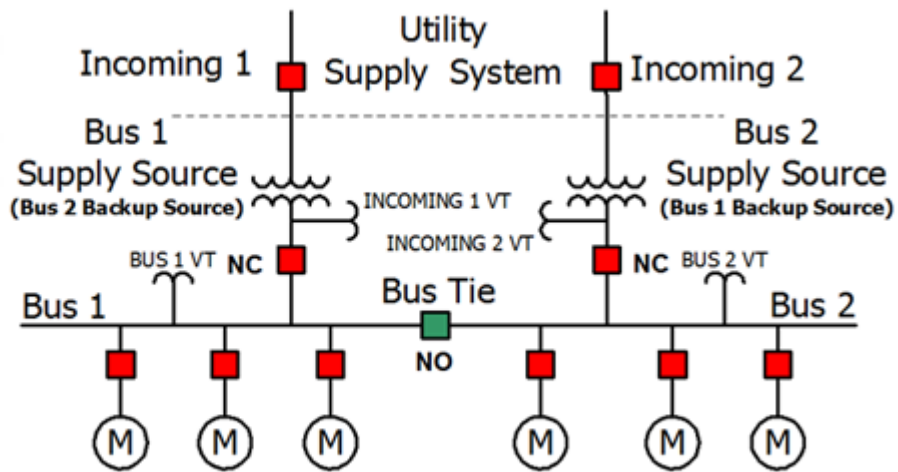 Utility
Supply System
Incoming 1
Incoming 2
Bus 1
Supply Source
(Bus 2 Backup Source)
Bus 2
Supply Source
(Bus 1 Backup Source)
INCOMING 1 VT
INCOMING 2 VT
BUS 1 VT
NC
NC
BUS 2 VT
Bus 1
Bus Tie
Bus 2
NO
M
M
M
M
M
M